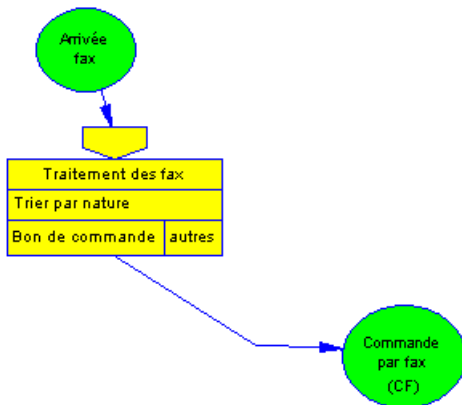 Arrivée
fax
Traitement des fax
Trier par nature
Bon de commande autres
Commande
par fax
(CF)